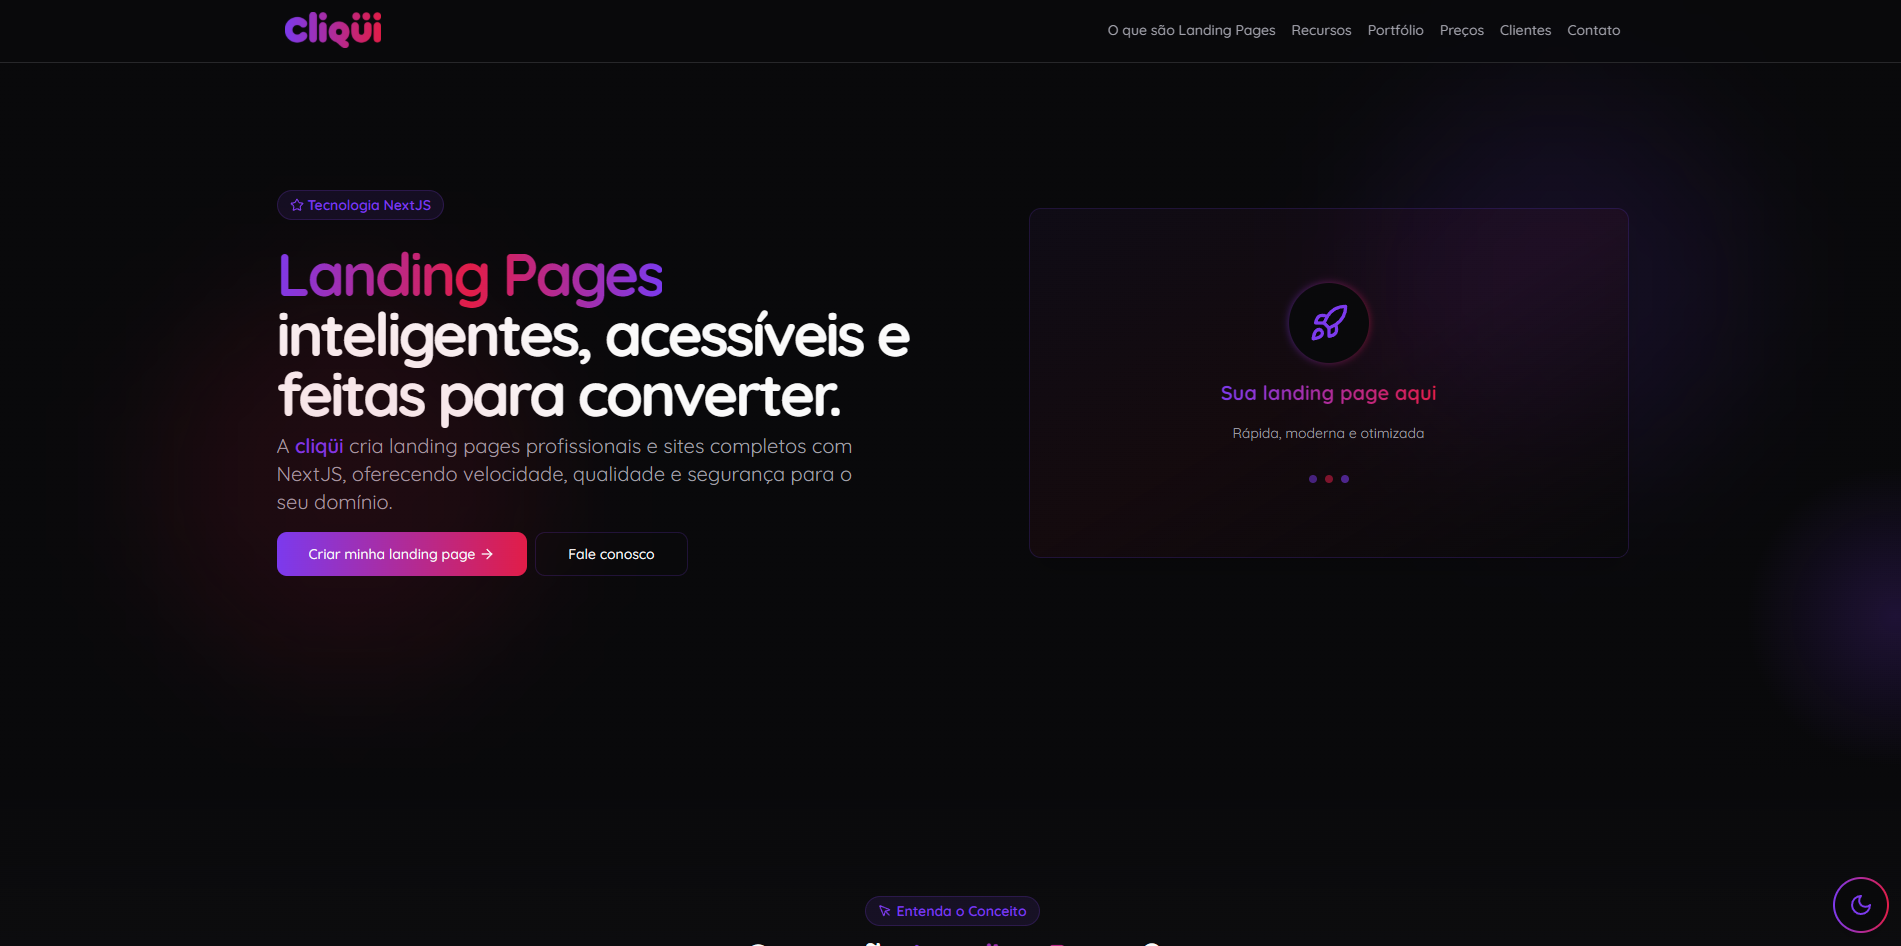 cliqüi
O que são Landing Pages Recursos Portfólio Preços Clientes Contato
Tecnologia NextJS
Landing Pages
inteligentes, acessíveis e
feitas para converter.
A cliqüi cria landing pages profissionais e sites completos com
NextJS, oferecendo velocidade, qualidade e segurança para o
seu domínio.
Criar minha landing page →
Fale conosco
Sua landing page aqui
Rápida, moderna e otimizada
Entenda o Conceito